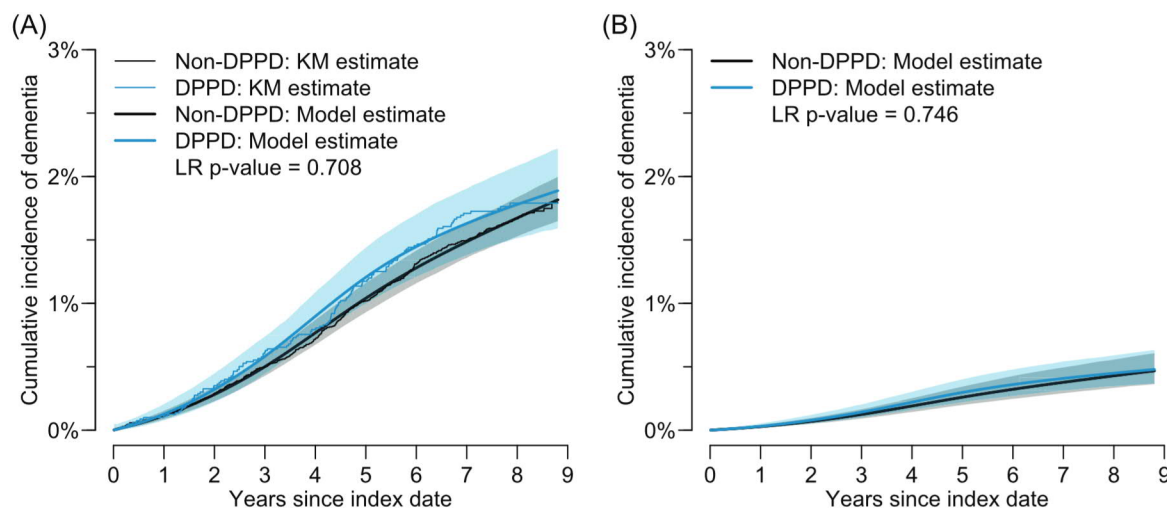 (A)
3%
2%
1%
0%
Cumulative incidence of dementia
Non-DPPD: KM estimate
DPPD: KM estimate
Non-DPPD: Model estimate
DPPD: Model estimate
LR p-value = 0.708
0 1 2 3 4 5 6 7 8 9
Years since index date
(B)
3%
2%
1%
0%
Cumulative incidence of dementia
Non-DPPD: Model estimate
DPPD: Model estimate
LR p-value = 0.746
0 1 2 3 4 5 6 7 8 9
Years since index date